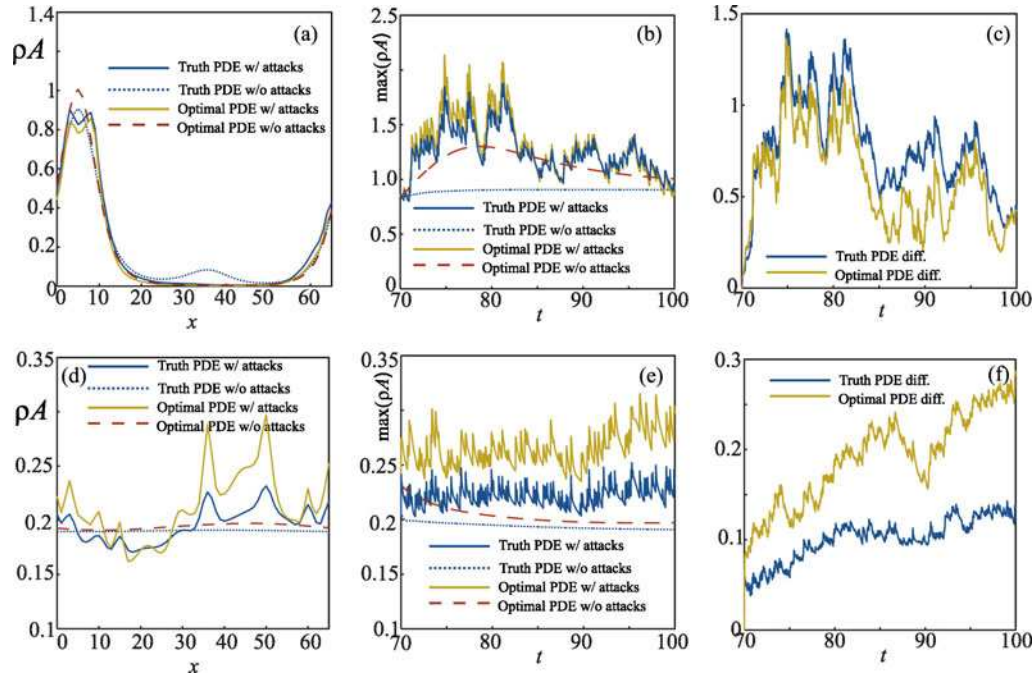 1.4
ρA
1
0.8
0.6
0.4
0.2
0
(a)
Truth PDE w/ attacks
Truth PDE w/o attacks
Optimal PDE w/ attacks
Optimal PDE w/o attacks
0 10 20 30 40 50 60
x
2.5
max(ρA)
2.0
1.5
1.0
0.5
0
(b)
Truth PDE w/ attacks
Truth PDE w/o attacks
Optimal PDE w/ attacks
Optimal PDE w/o attacks
70 80 90 100
t
1.5
1.0
0.5
0
(c)
Truth PDE diff.
Optimal PDE diff.
70 80 90 100
t
0.35
ρA
0.25
0.2
0.15
0.1
(d)
Truth PDE w/ attacks
Truth PDE w/o attacks
Optimal PDE w/ attacks
Optimal PDE w/o attacks
0 10 20 30 40 50 60
x
0.35
max(ρA)
0.25
0.2
0.15
0.1
(e)
Truth PDE w/ attacks
Truth PDE w/o attacks
Optimal PDE w/ attacks
Optimal PDE w/o attacks
70 80 90 100
t
0.3
0.2
0.1
0
(f)
Truth PDE diff.
Optimal PDE diff.
70 80 90 100
t